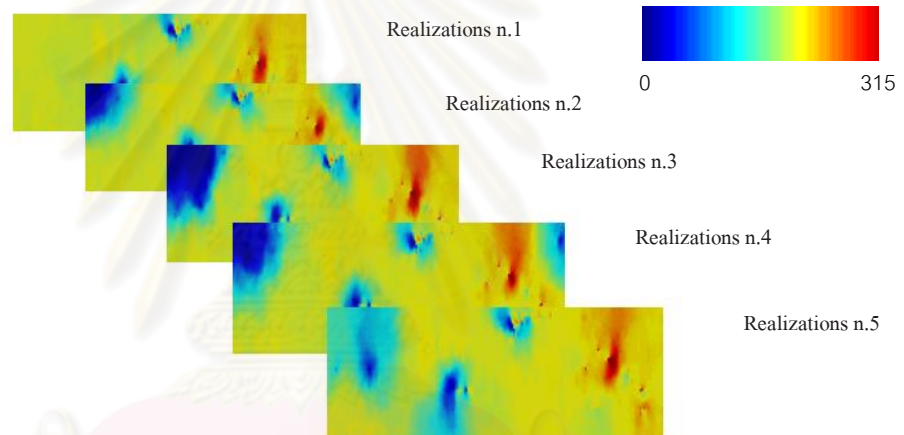 Realizations n.1
0
315
Realizations n.2
Realizations n.3
Realizations n.4
Realizations n.5